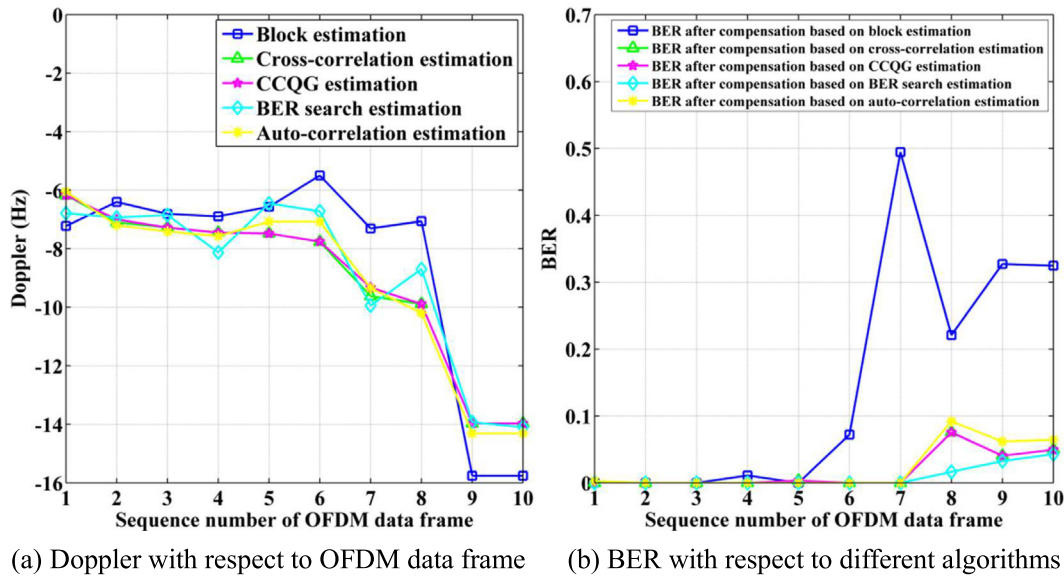 0
-2
-4
-6
-8
-10
-12
-14
-16
Doppler (Hz)
Block estimation
Cross-correlation estimation
CCQG estimation
BER search estimation
Auto-correlation estimation
1 2 3 4 5 6 7 8 9 10
Sequence number of OFDM data frame
(a) Doppler with respect to OFDM data frame
0.7
0.6
0.5
0.4
0.3
0.2
0.1
0
BER
BER after compensation based on block estimation
BER after compensation based on cross-correlation estimation
BER after compensation based on CCQG estimation
BER after compensation based on BER search estimation
BER after compensation based on auto-correlation estimation
1 2 3 4 5 6 7 8 9 10
Sequence number of OFDM data frame
(b) BER with respect to different algorithms